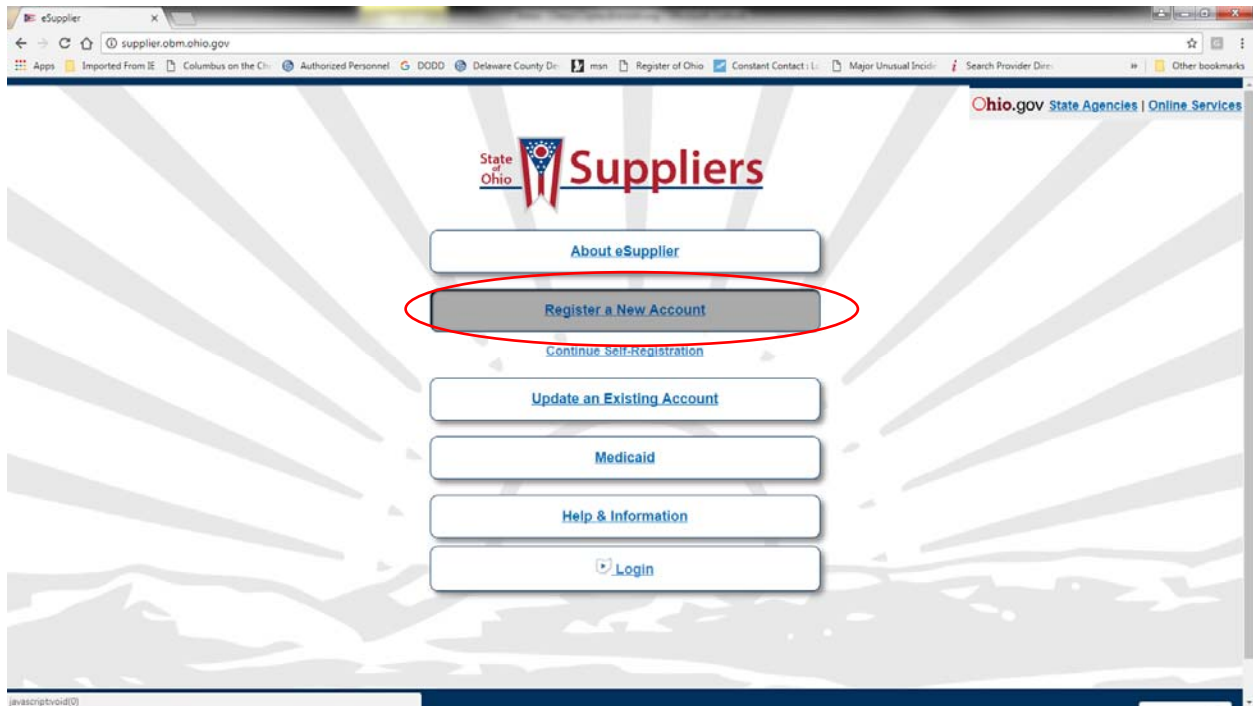 eSupplier
supplier.obm.ohio.gov
Apps Imported From IE Columbus on the Ch Authorized Personnel DODD Delaware County De msn Register of Ohio Constant Contact : L Major Unusual Incid Search Provider Dire » Other bookmarks
Ohio.gov State Agencies | Online Services
State of Ohio Suppliers
About eSupplier
Register a New Account
Continue Self-Registration
Update an Existing Account
Medicaid
Help & Information
Login
javascript:void(0)